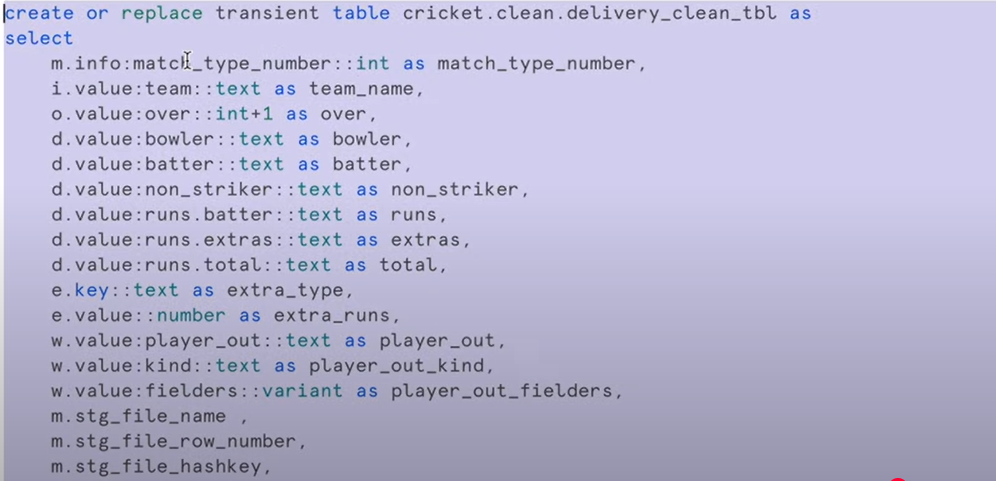 create or replace transient table cricket.clean.delivery_clean_tbl as
select
m.info:match_type_number::int as match_type_number,
i.value:team::text as team_name,
o.value:over::int+1 as over,
d.value:bowler::text as bowler,
d.value:batter::text as batter,
d.value:non_striker::text as non_striker,
d.value:runs.batter::text as runs,
d.value:runs.extras::text as extras,
d.value:runs.total::text as total,
e.key::text as extra_type,
e.value::number as extra_runs,
w.value:player_out::text as player_out,
w.value:kind::text as player_out_kind,
w.value:fielders::variant as player_out_fielders,
m.stg_file_name ,
m.stg_file_row_number,
m.stg_file_hashkey,